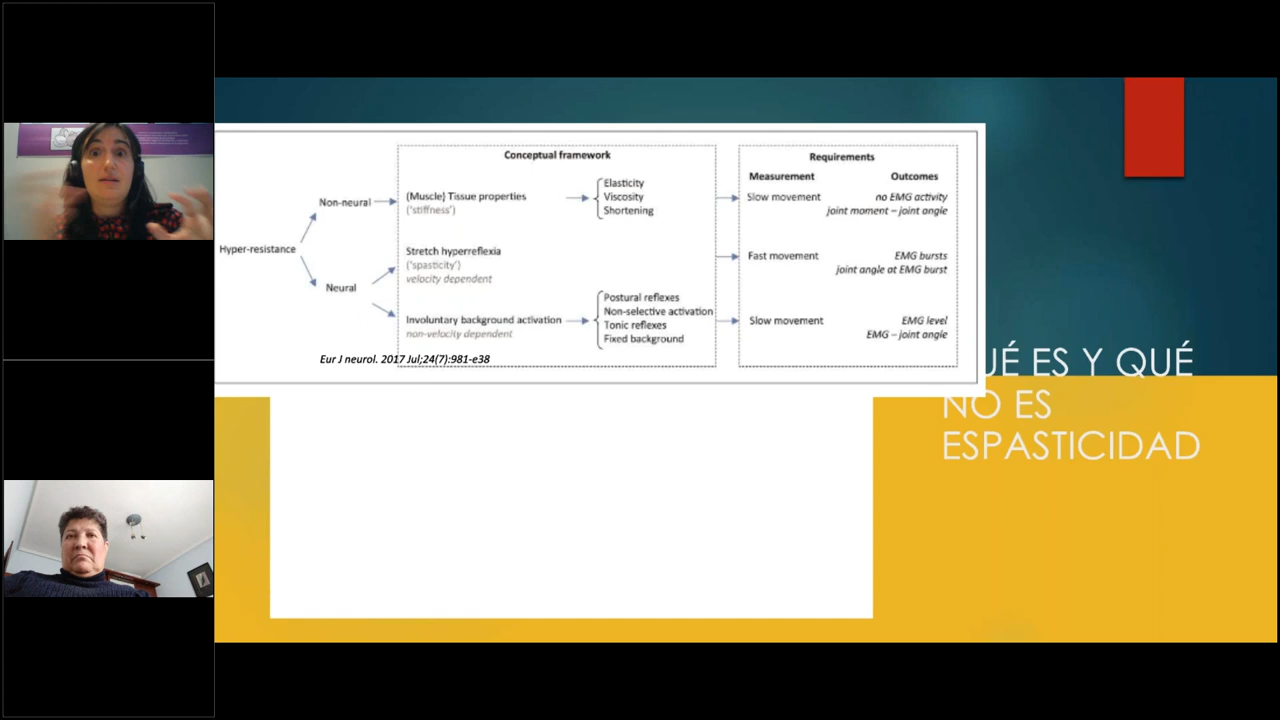 Conceptual framework
Requirements
Measurement Outcomes
Hyper-resistance
Non-neural
(Muscle) Tissue properties
('stiffness')
Elasticity
Viscosity
Shortening
Slow movement
no EMG activity
joint moment – joint angle
Neural
Stretch hyperreflexia
('spasticity')
velocity dependent
Fast movement
EMG bursts
joint angle at EMG burst
Involuntary background activation
non-velocity dependent
Postural reflexes
Non-selective activation
Tonic reflexes
Fixed background
Slow movement
EMG level
EMG – joint angle
Eur J neurol. 2017 Jul;24(7):981-e38
UÉ ES Y QUÉ
NO ES
ESPASTICIDAD